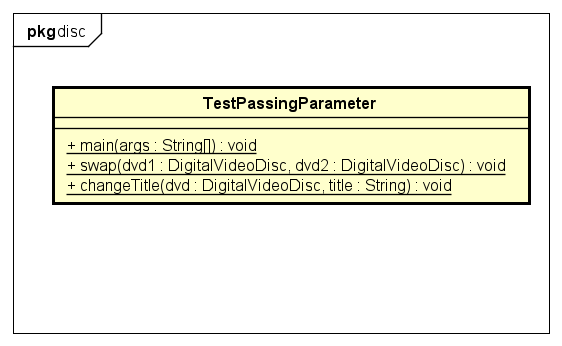 pkg disc
TestPassingParameter
+ main(args : String[]) : void
+ swap(dvd1 : DigitalVideoDisc, dvd2 : DigitalVideoDisc) : void
+ changeTitle(dvd : DigitalVideoDisc, title : String) : void